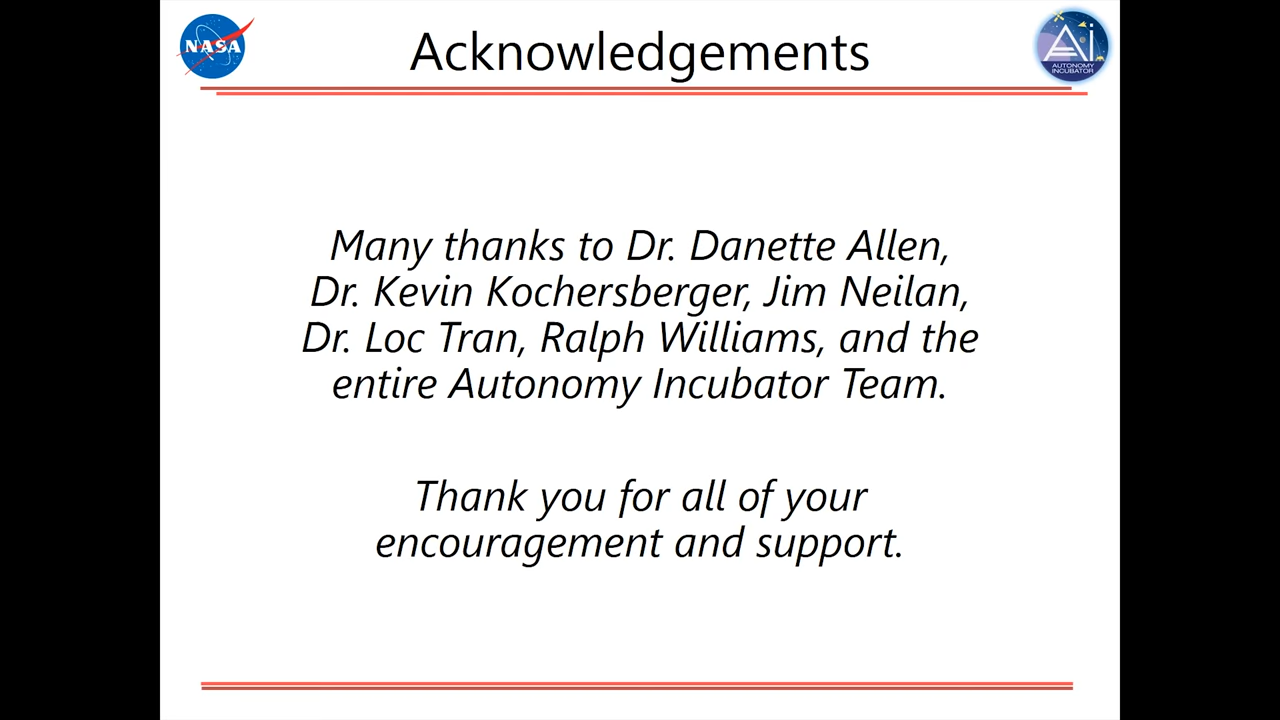 NASA
Acknowledgements
Ai
AUTONOMY
INCUBATOR
Many thanks to Dr. Danette Allen,
Dr. Kevin Kochersberger, Jim Neilan,
Dr. Loc Tran, Ralph Williams, and the
entire Autonomy Incubator Team.
Thank you for all of your
encouragement and support.